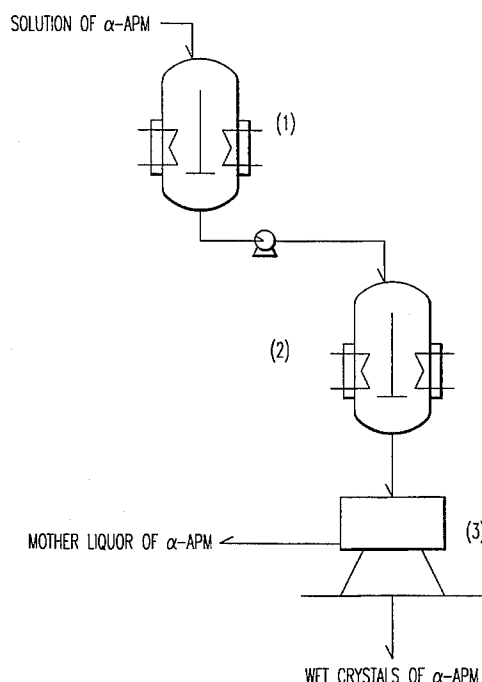 SOLUTION OF α-APM
(1)
(2)
(3)
MOTHER LIQUOR OF α-APM
WET CRYSTALS OF α-APM